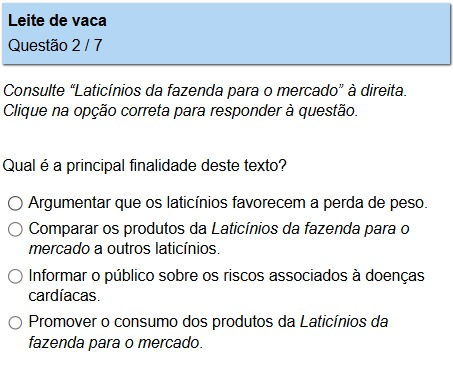 Leite de vaca
Questão 2 / 7
Consulte “Laticínios da fazenda para o mercado” à direita.
Clique na opção correta para responder à questão.
Qual é a principal finalidade deste texto?
Argumentar que os laticínios favorecem a perda de peso.
Comparar os produtos da Laticínios da fazenda para o
mercado a outros laticínios.
Informar o público sobre os riscos associados à doenças
cardíacas.
Promover o consumo dos produtos da Laticínios da
fazenda para o mercado.